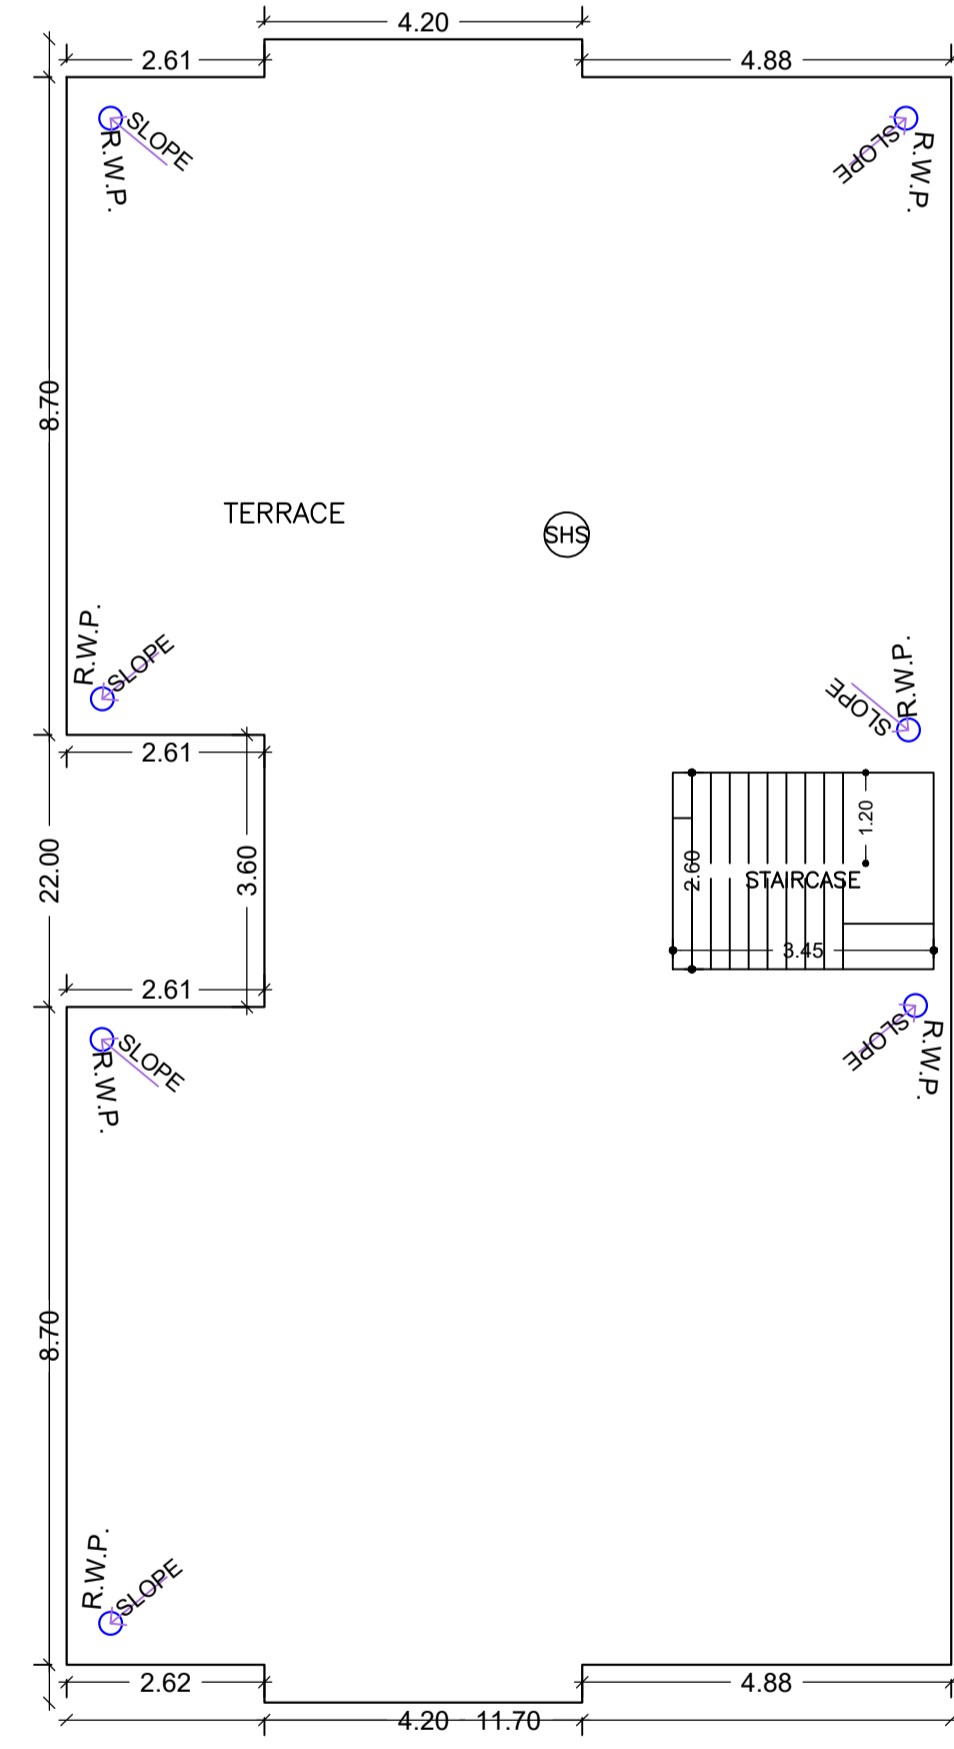 4.20
2.61
4.88
SLOPE
R.W.P.
SLOPE
R.W.P.
8.70
TERRACE
SHS
R.W.P.
SLOPE
R.W.P.
SLOPE
2.61
22.00
3.60
2.60
1.20
STAIRCASE
3.45
2.61
SLOPE
R.W.P.
SLOPE
R.W.P.
8.70
R.W.P.
SLOPE
2.62
4.88
4.20 11.70